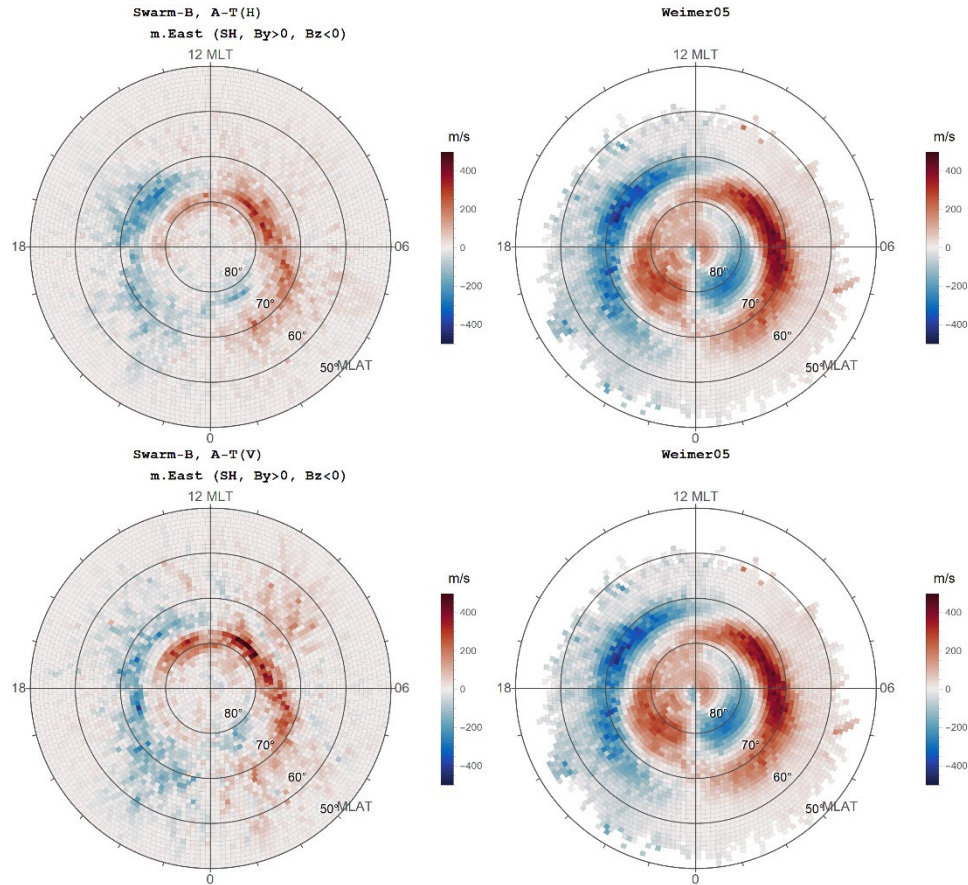 Swarm-B, A-T(H)
m.East (SH, By>0, Bz<0)
12 MLT
18
06
0
80°
70°
60°
50°MLAT
m/s
400
200
0
−200
−400
Weimer05
18
06
0
80°
70°
60°
50°MLAT
12 MLT
m/s
400
200
0
−200
−400
Swarm-B, A-T(V)
m.East (SH, By>0, Bz<0)
12 MLT
18
06
0
80°
70°
60°
50°MLAT
m/s
400
200
0
−200
−400
Weimer05
12 MLT
18
06
0
80°
70°
60°
50°MLAT
m/s
400
200
0
−200
−400